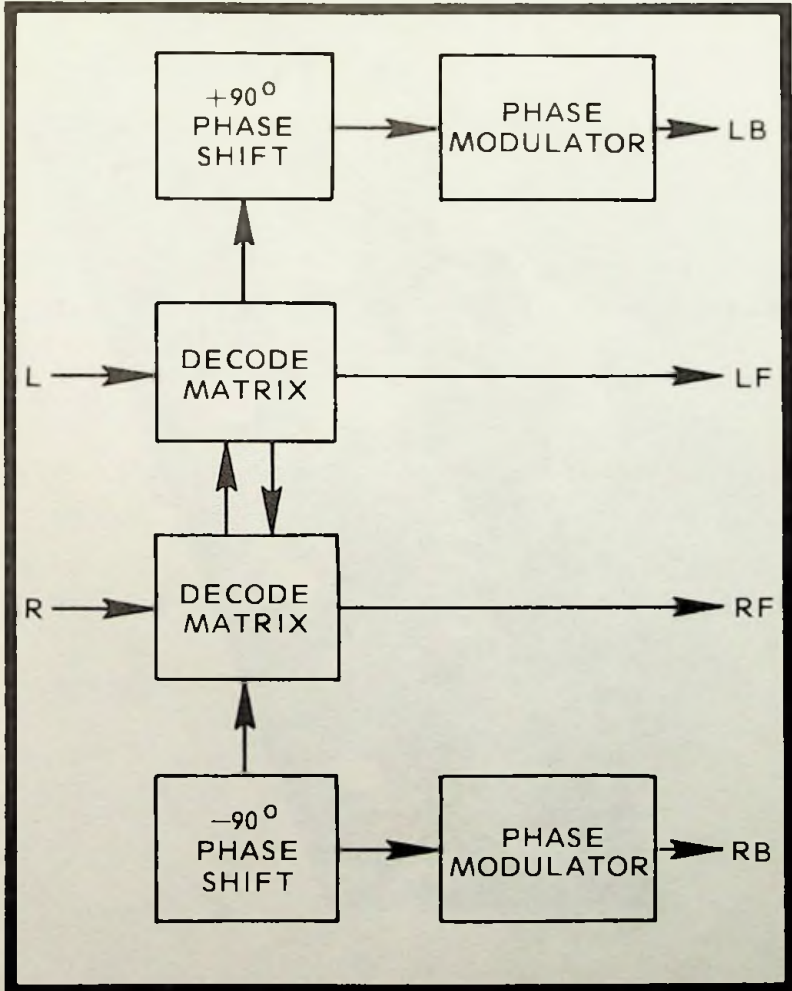 +90°
PHASE
SHIFT
PHASE
MODULATOR
LB
L
DECODE
MATRIX
LF
R
DECODE
MATRIX
RF
−90°
PHASE
SHIFT
PHASE
MODULATOR
RB